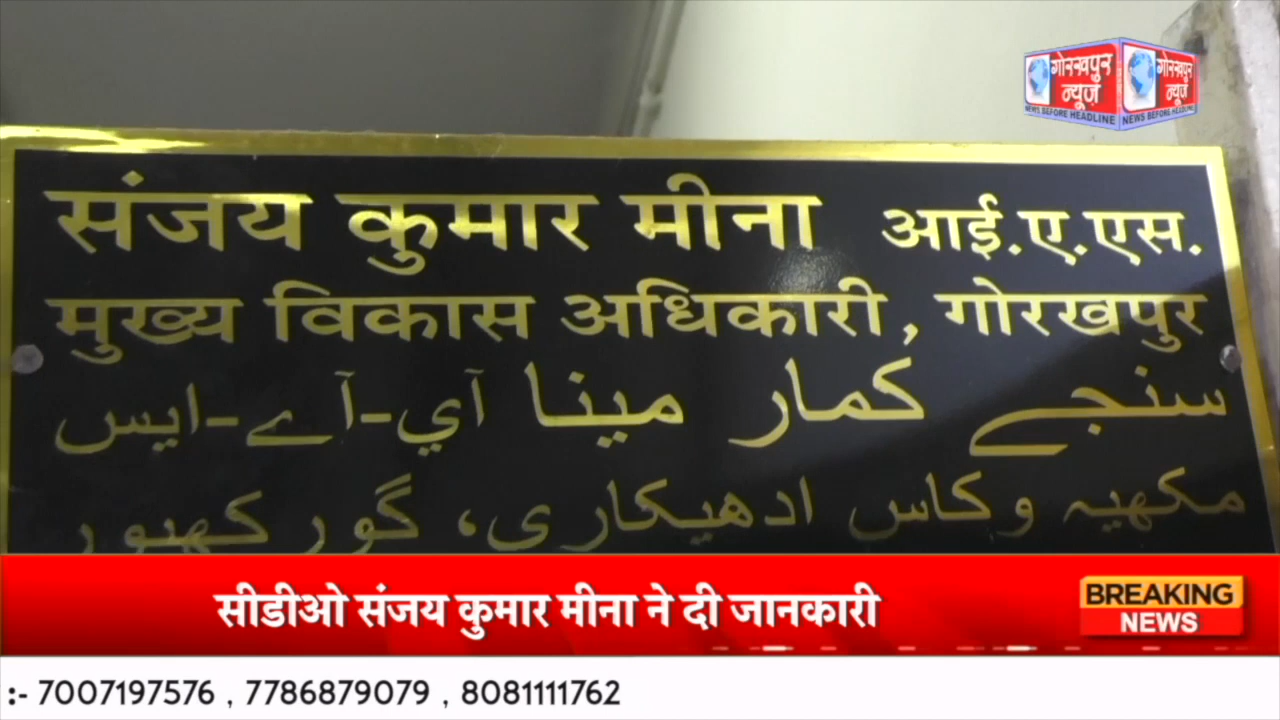 गोरखपुर न्यूज NEWS BEFORE HEADLINE
गोरखपुर न्यूज NEWS BEFORE HEADLINE
संजय कुमार मीना आई.ए.एस.
मुख्य विकास अधिकारी, गोरखपुर
سنجے کُمار مینا آي-آے-ایس
مکھیہ وکاس ادھیکاری، گورکھپور
सीडीओ संजय कुमार मीना ने दी जानकारी
BREAKING NEWS
:- 7007197576 , 7786879079 , 8081111762